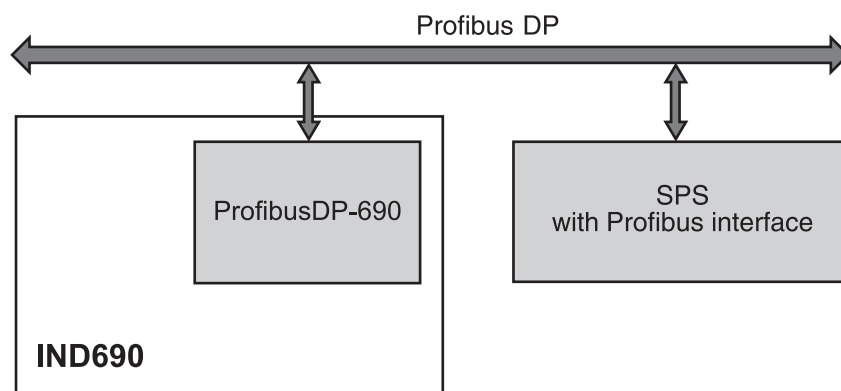 Profibus DP
ProfibusDP-690
SPS
with Profibus interface
IND690